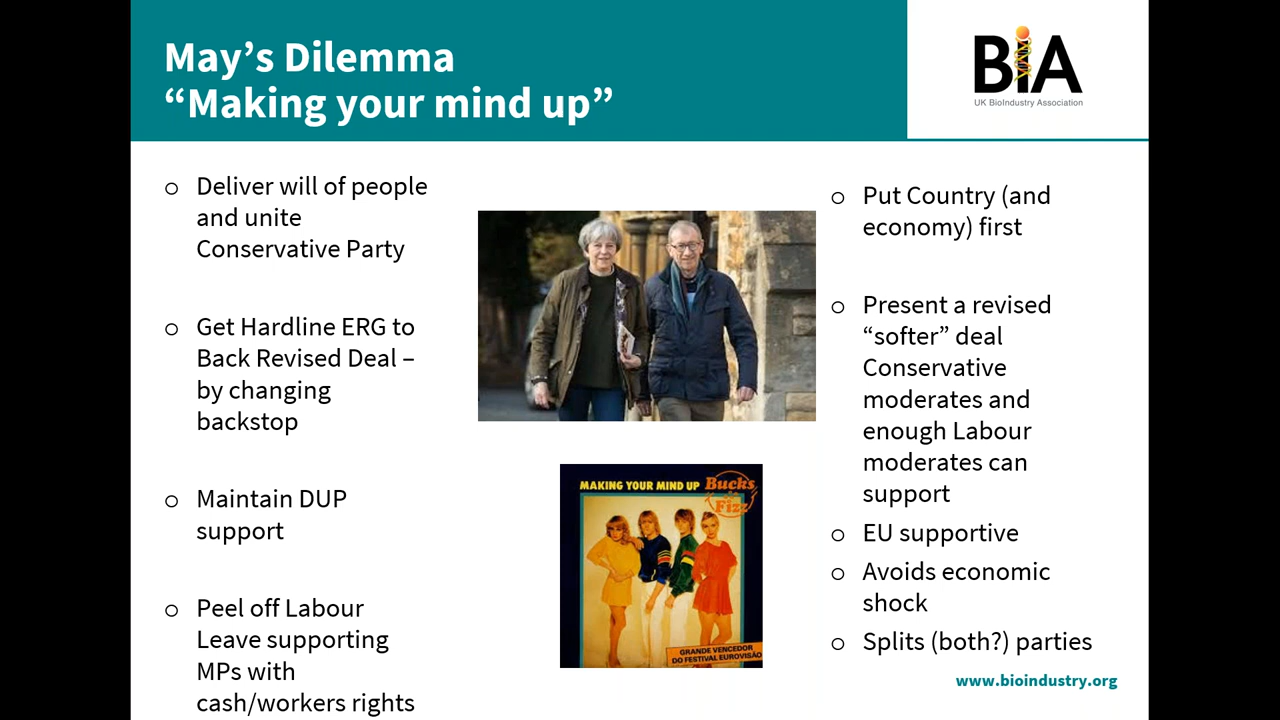 May’s Dilemma
“Making your mind up”
BiA
UK BioIndustry Association
o Deliver will of people
and unite
Conservative Party
o Get Hardline ERG to
Back Revised Deal –
by changing
backstop
o Maintain DUP
support
o Peel off Labour
Leave supporting
MPs with
cash/workers rights
MAKING YOUR MIND UP
Bucks
Fizz
GRANDE VENCEDOR
DO FESTIVAL EUROVISÃO
o Put Country (and
economy) first
o Present a revised
“softer” deal
Conservative
moderates and
enough Labour
moderates can
support
o EU supportive
o Avoids economic
shock
o Splits (both?) parties
www.bioindustry.org